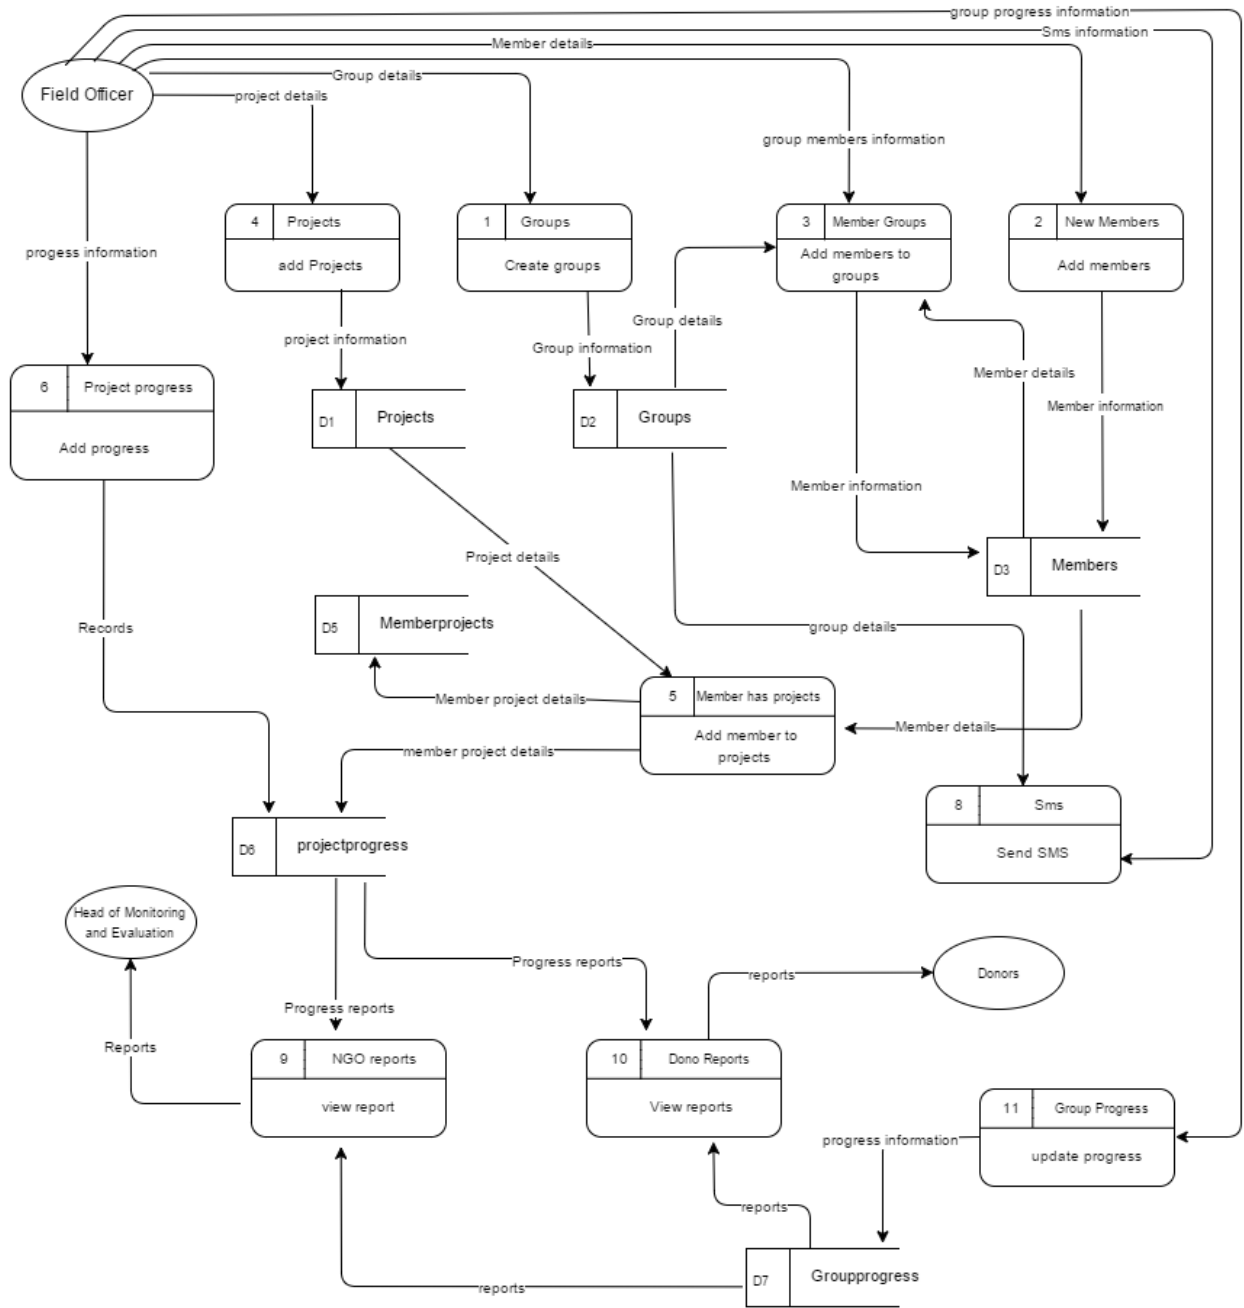 group progress information
Sms information
Member details
Group details
project details
Field Officer
group members information
4 Projects
add Projects
1 Groups
Create groups
3 Member Groups
Add members to
groups
2 New Members
Add members
progess information
project information
Group information
Group details
Member details
Member information
6 Project progress
Add progress
D1 Projects
D2 Groups
Member information
Project details
D3 Members
Records
D5 Memberprojects
group details
Member project details
5 Member has projects
Add member to
projects
Member details
member project details
8 Sms
Send SMS
D6 projectprogress
Head of Monitoring
and Evaluation
Progress reports
reports
Donors
Progress reports
Reports
9 NGO reports
view report
10 Dono Reports
View reports
11 Group Progress
update progress
progress information
reports
D7 Groupprogress
reports